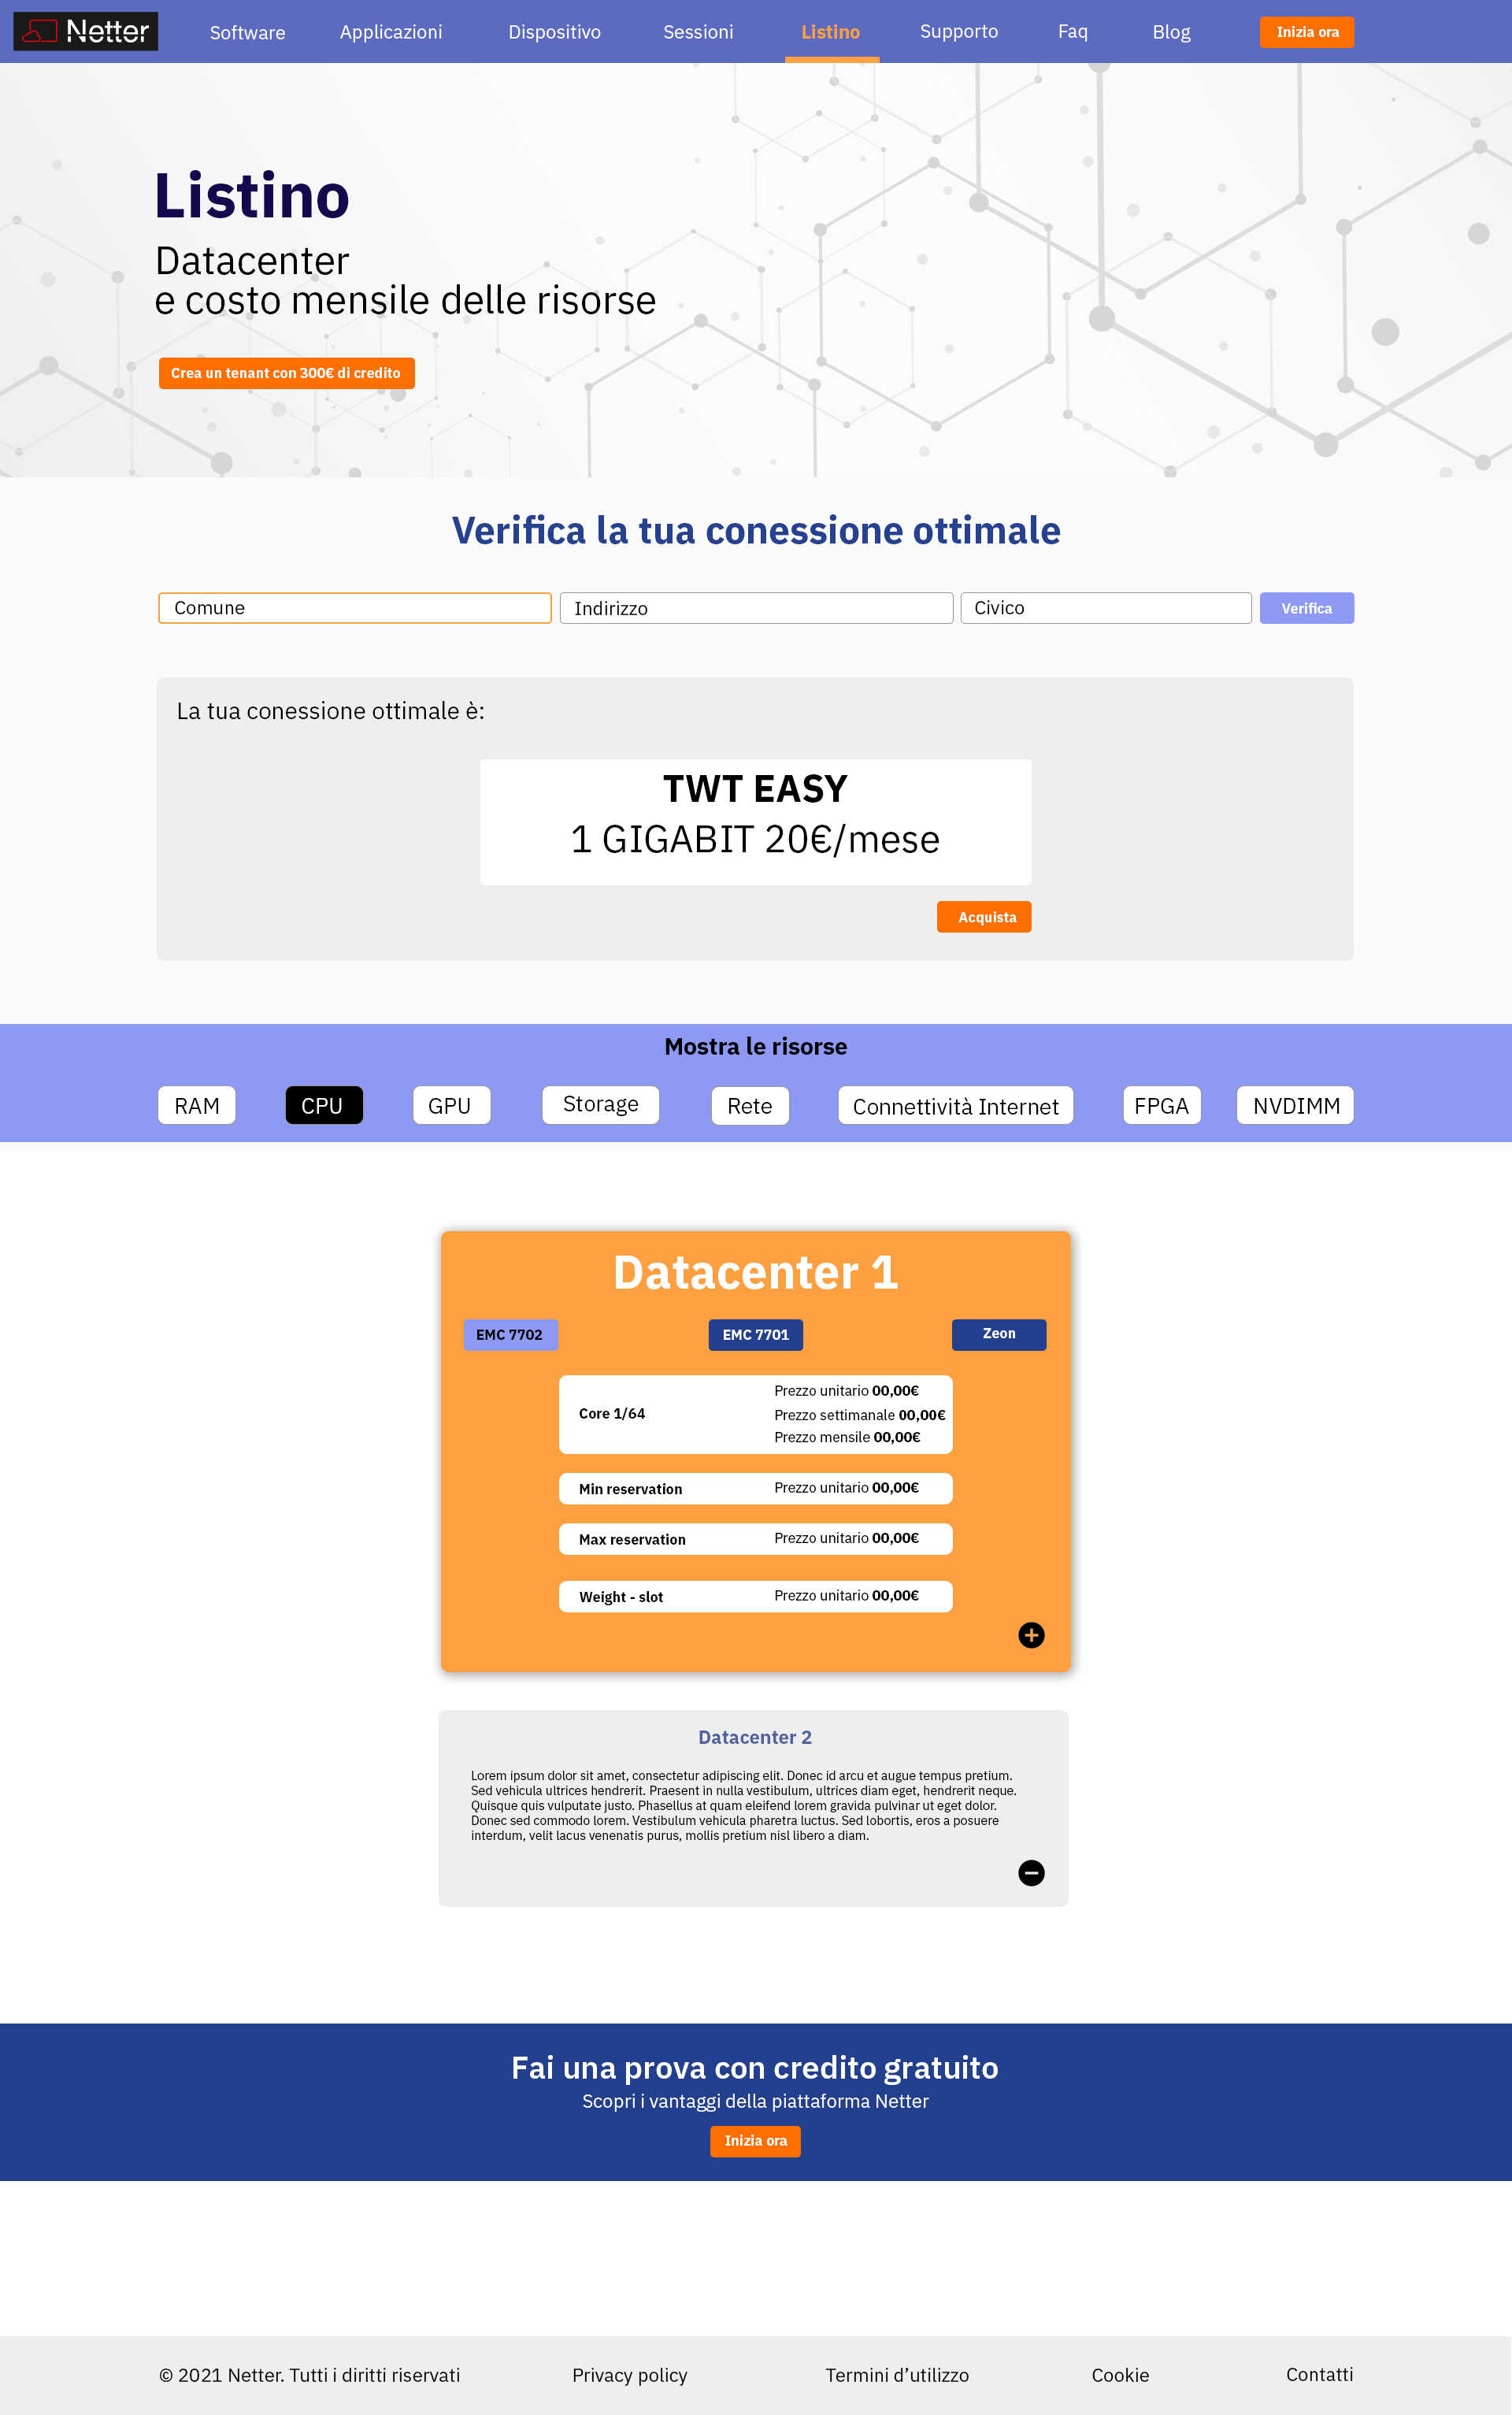 Netter
Software
Applicazioni
Dispositivo
Sessioni
Listino
Supporto
Faq
Blog
Inizia ora
Listino
Datacenter
e costo mensile delle risorse
Crea un tenant con 300€ di credito
Verifica la tua conessione ottimale
Comune
Indirizzo
Civico
Verifica
La tua conessione ottimale è:
TWT EASY
1 GIGABIT 20€/mese
Acquista
Mostra le risorse
RAM
CPU
GPU
Storage
Rete
Connettività Internet
FPGA
NVDIMM
Datacenter 1
EMC 7702
EMC 7701
Zeon
Core 1/64
Prezzo unitario 00,00€
Prezzo settimanale 00,00€
Prezzo mensile 00,00€
Min reservation
Prezzo unitario 00,00€
Max reservation
Prezzo unitario 00,00€
Weight - slot
Prezzo unitario 00,00€
Datacenter 2
Lorem ipsum dolor sit amet, consectetur adipiscing elit. Donec id arcu et augue tempus pretium.
Sed vehicula ultrices hendrerit. Praesent in nulla vestibulum, ultrices diam eget, hendrerit neque.
Quisque quis vulputate justo. Phasellus at quam eleifend lorem gravida pulvinar ut eget dolor.
Donec sed commodo lorem. Vestibulum vehicula pharetra luctus. Sed lobortis, eros a posuere
interdum, velit lacus venenatis purus, mollis pretium nisl libero a diam.
Fai una prova con credito gratuito
Scopri i vantaggi della piattaforma Netter
Inizia ora
© 2021 Netter. Tutti i diritti riservati
Privacy policy
Termini d’utilizzo
Cookie
Contatti